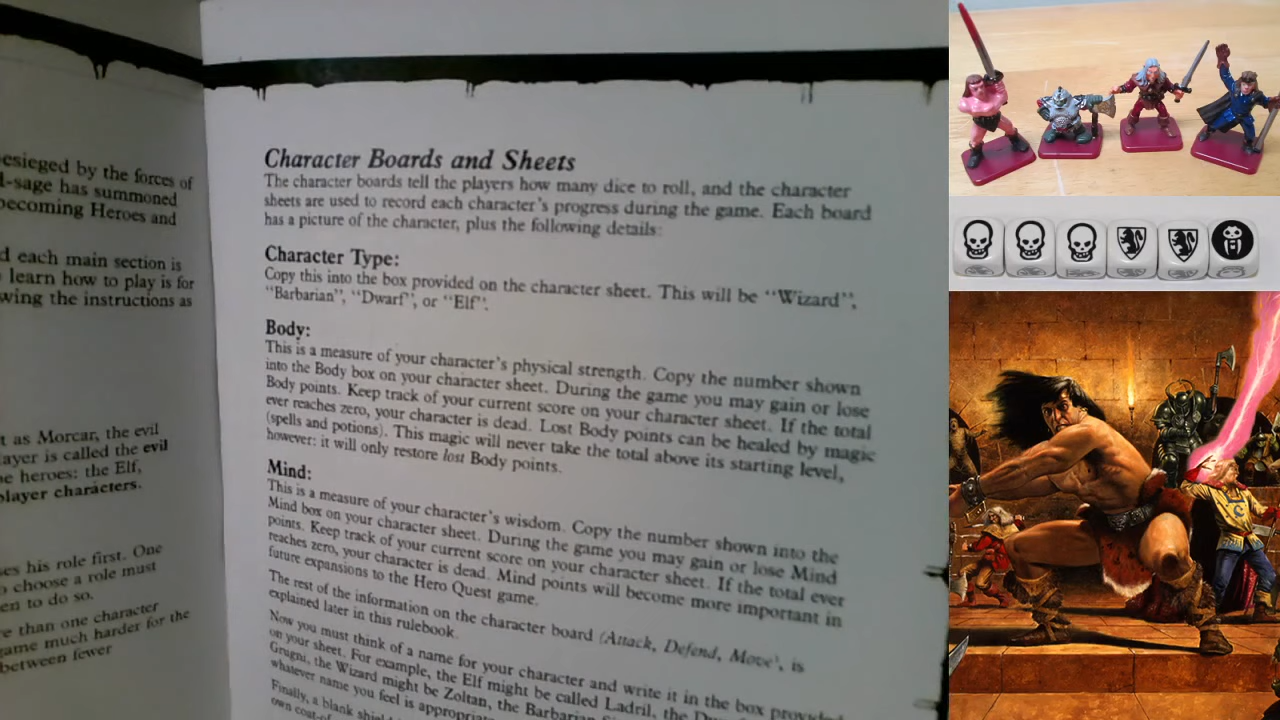 esieged by the forces of
l-sage has summoned
becoming Heroes and
d each main section is
learn how to play is for
wing the instructions as
t as Morcar, the evil
layer is called the evil
heroes: the Elf,
player characters.
his role first. One
choose a role must
en to do so.
than one character
game much harder for the
between fewer
Character Boards and Sheets
The character boards tell the players how many dice to roll, and the character
sheets are used to record each character's progress during the game. Each board
has a picture of the character, plus the following details:
Character Type:
Copy this into the box provided on the character sheet. This will be "Wizard",
"Barbarian", "Dwarf", or "Elf".
Body:
This is a measure of your character's physical strength. Copy the number shown
into the Body box on your character sheet. During the game you may gain or lose
Body points. Keep track of your current score on your character sheet. If the total
ever reaches zero, your character is dead. Lost Body points can be healed by magic
(spells and potions). This magic will never take the total above its starting level,
however: it will only restore lost Body points.
Mind:
This is a measure of your character's wisdom. Copy the number shown into the
Mind box on your character sheet. During the game you may gain or lose Mind
points. Keep track of your current score on your character sheet. If the total ever
reaches zero, your character is dead. Mind points will become more important in
future expansions to the Hero Quest game.
The rest of the information on the character board (Attack, Defend, Move), is
explained later in this rulebook.
Now you must think of a name for your character and write it in the box provided
on your sheet. For example, the Elf might be called Ladril, the
Grugni, the Wizard might be Zoltan, the Barbarian
whatever name you feel is appropriate
Finally, a blank shield
own